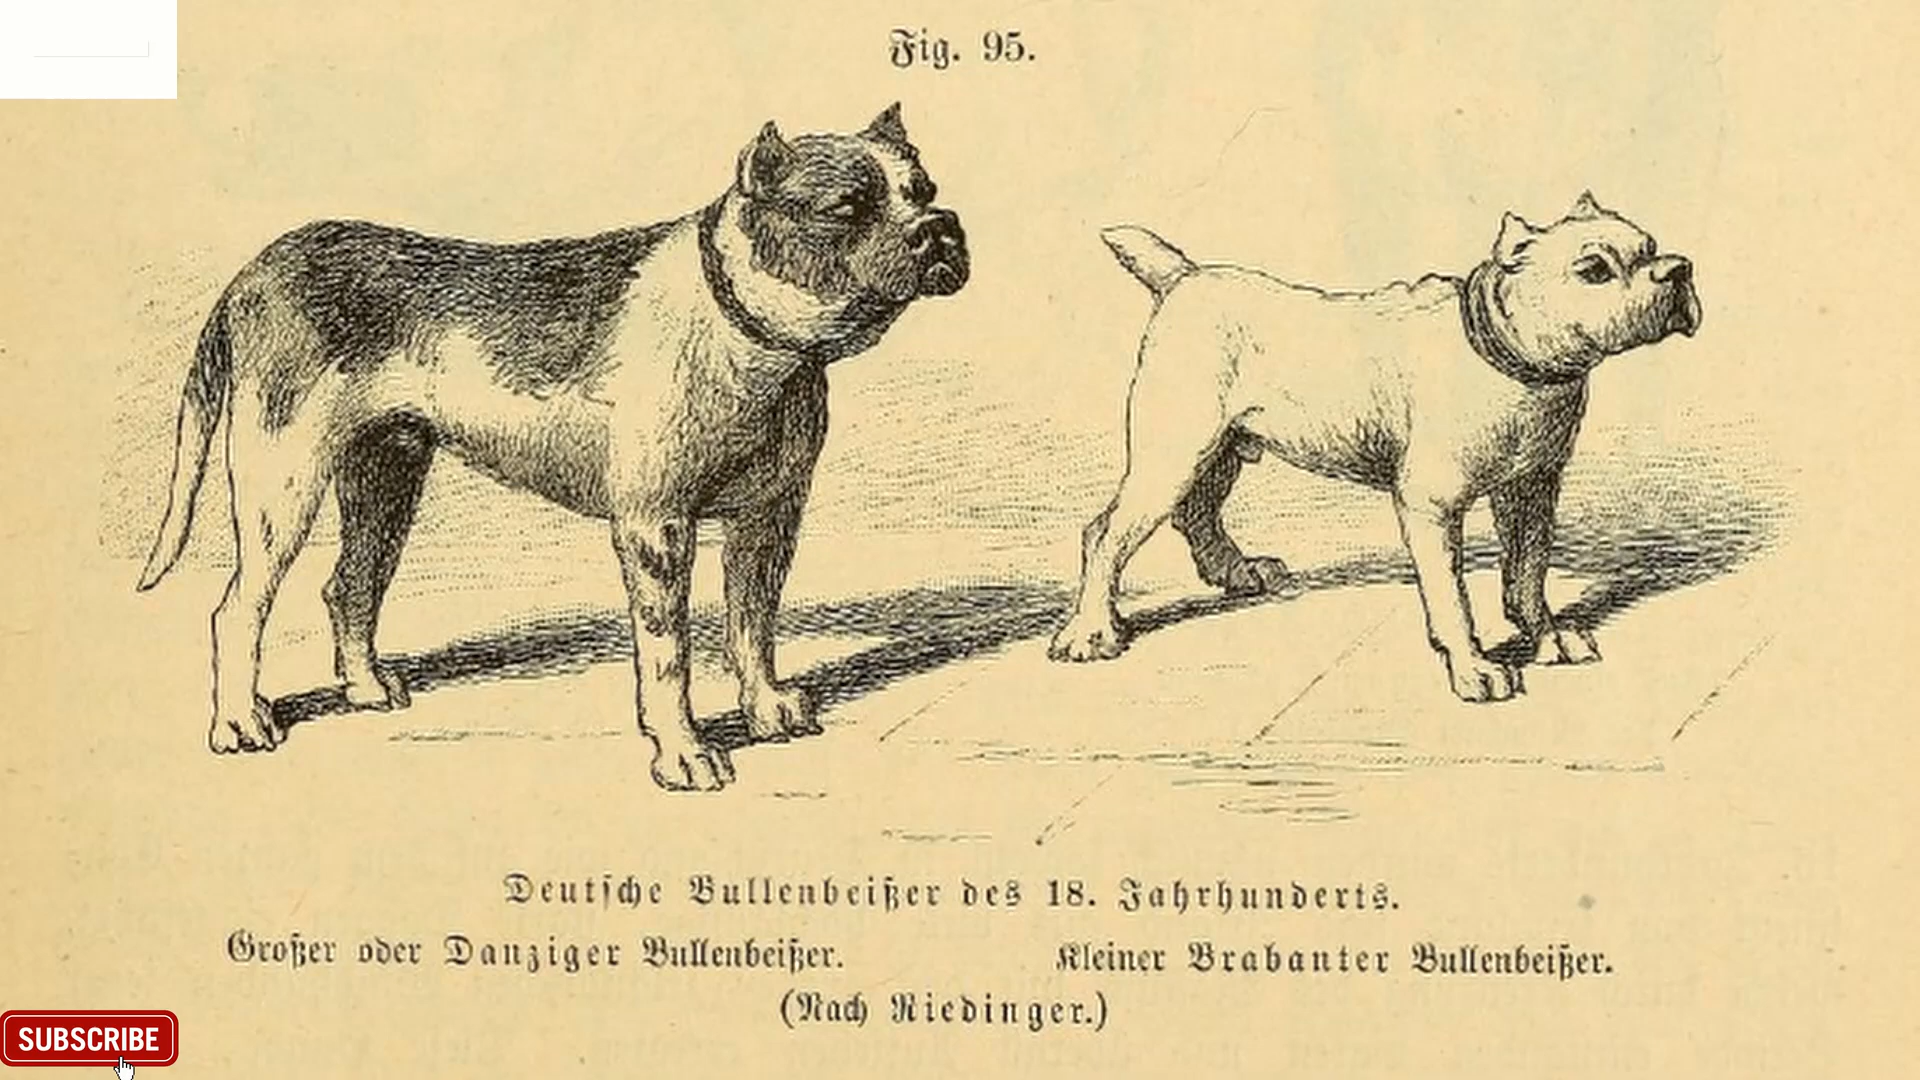 Fig. 95.
Deutſche Bullenbeißer des 18. Jahrhunderts.
Großer oder Danziger Bullenbeißer.
Kleiner Brabanter Bullenbeißer.
(Nach Riedinger.)
SUBSCRIBE